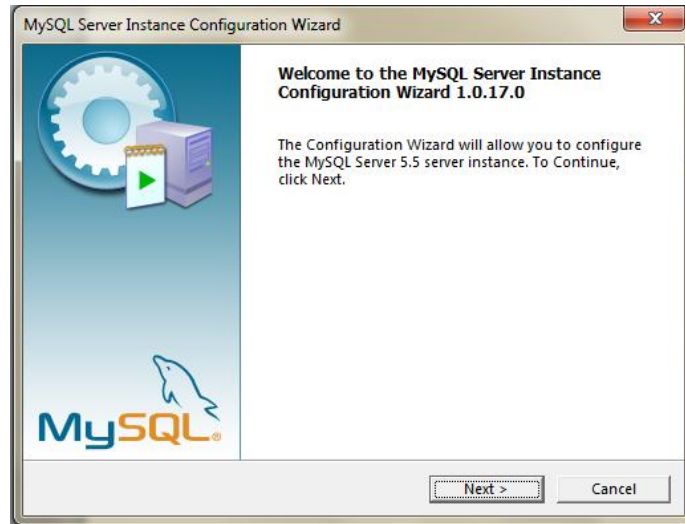 MySQL Server Instance Configuration Wizard
Welcome to the MySQL Server Instance
Configuration Wizard 1.0.17.0
The Configuration Wizard will allow you to configure
the MySQL Server 5.5 server instance. To Continue,
click Next.
MySQL®
Next >
Cancel